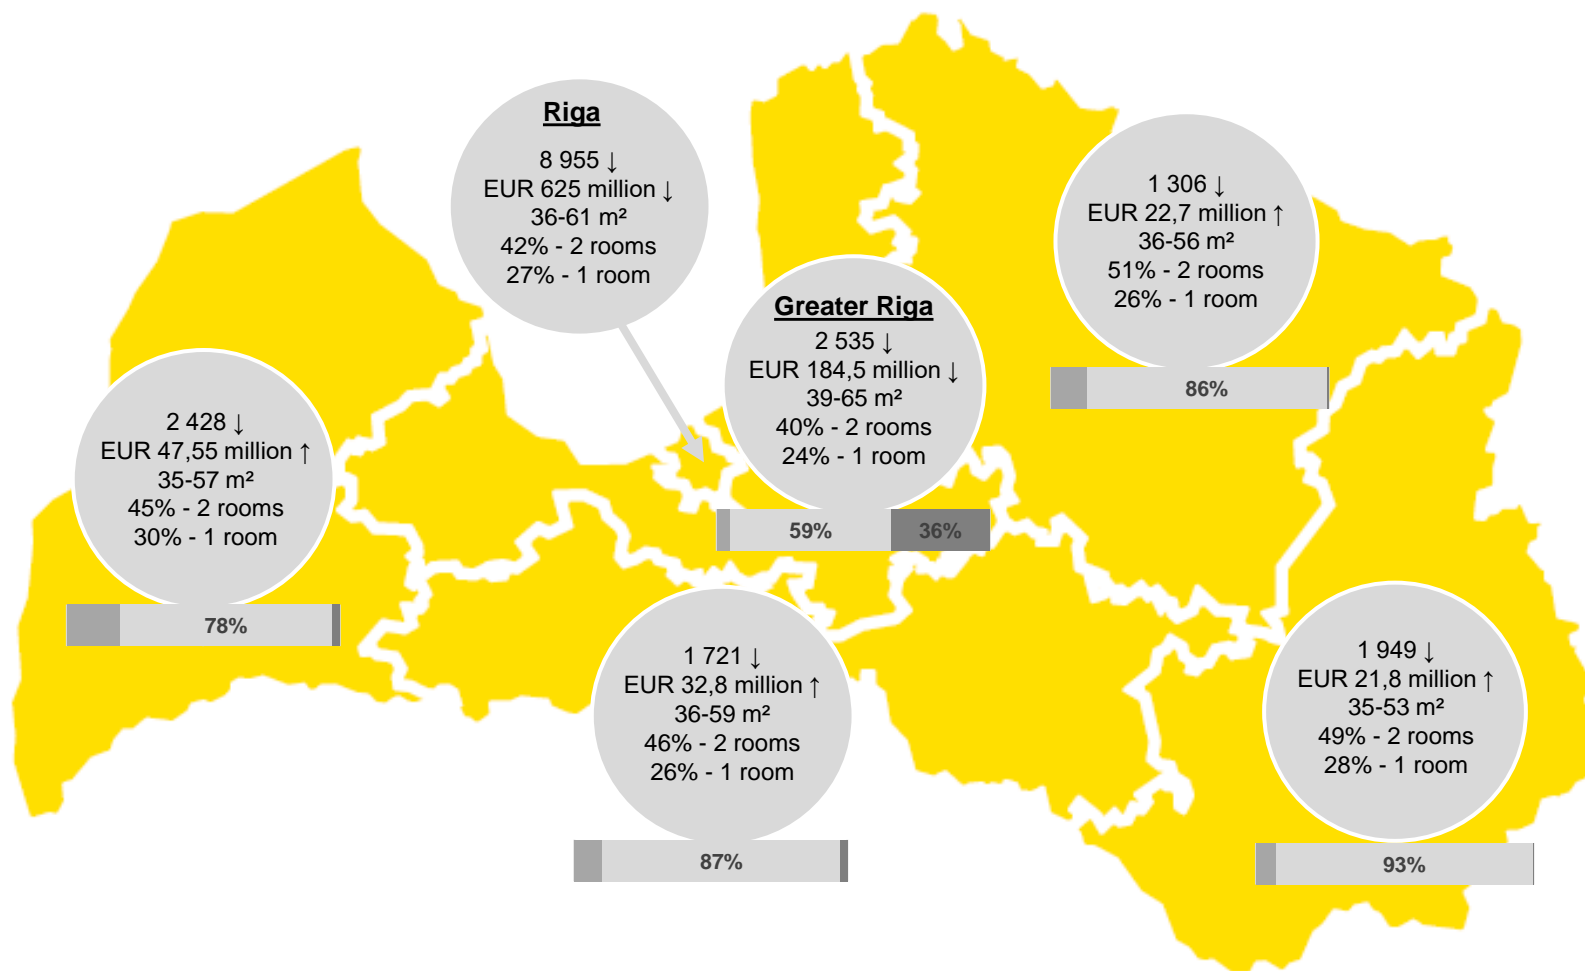 Riga
8 955 ↓
EUR 625 million ↓
36-61 m²
42% - 2 rooms
27% - 1 room
1 306 ↓
EUR 22,7 million ↑
36-56 m²
51% - 2 rooms
26% - 1 room
86%
Greater Riga
2 535 ↓
EUR 184,5 million ↓
39-65 m²
40% - 2 rooms
24% - 1 room
59%
36%
2 428 ↓
EUR 47,55 million ↑
35-57 m²
45% - 2 rooms
30% - 1 room
78%
1 721 ↓
EUR 32,8 million ↑
36-59 m²
46% - 2 rooms
26% - 1 room
87%
1 949 ↓
EUR 21,8 million ↑
35-53 m²
49% - 2 rooms
28% - 1 room
93%